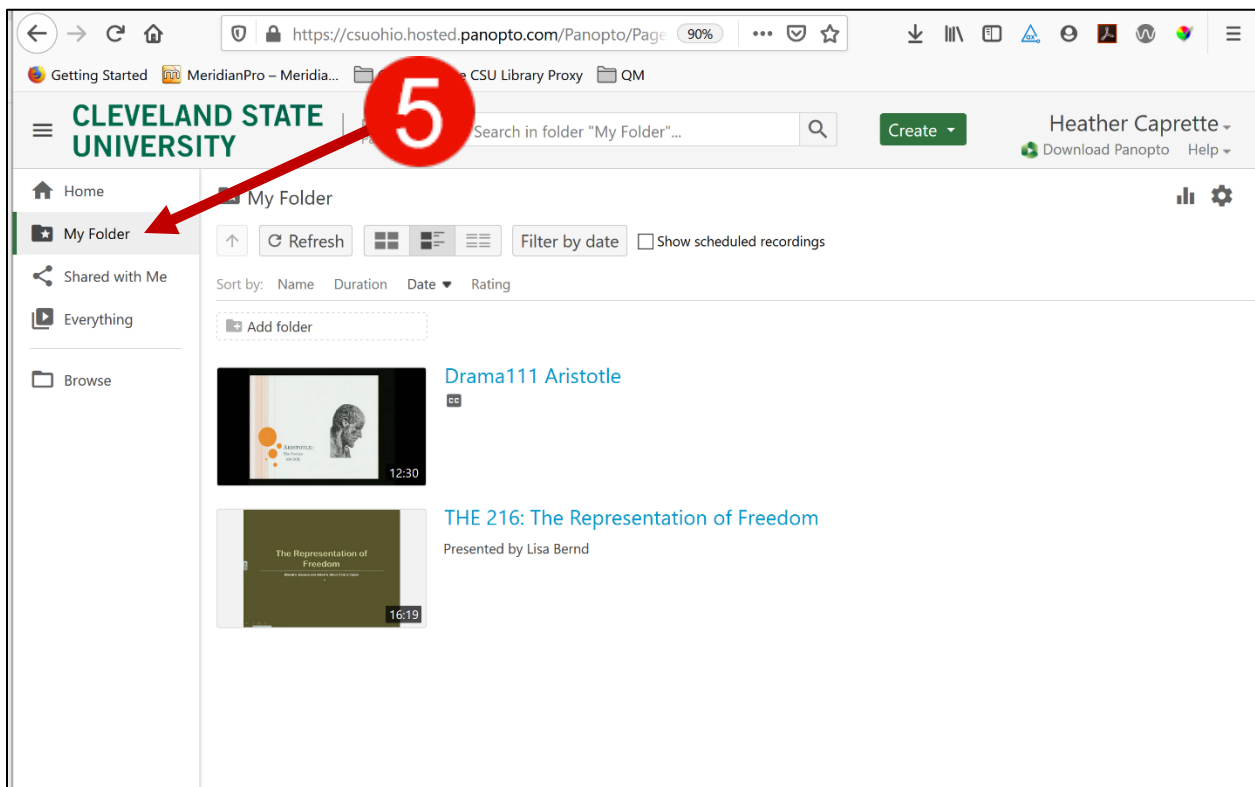 https://csuohio.hosted.panopto.com/Panopto/Page 90%
Getting Started MeridianPro – Meridia... CSU Library Proxy QM
5
CLEVELAND STATE
UNIVERSITY
Search in folder "My Folder"...
Create
Heather Caprette
Download Panopto Help
Home
My Folder
Shared with Me
Everything
Browse
My Folder
Refresh Filter by date Show scheduled recordings
Sort by: Name Duration Date Rating
Add folder
Drama111 Aristotle
CC
ARISTOTLE:
12:30
THE 216: The Representation of Freedom
Presented by Lisa Bernd
The Representation of
Freedom
16:19